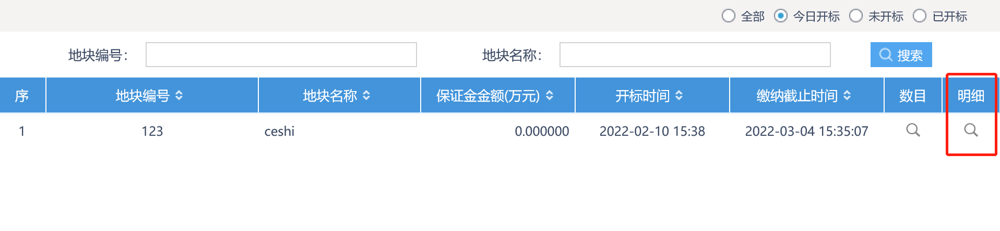 全部 今日开标 未开标 已开标
地块编号： 地块名称： 搜索
序 地块编号 地块名称 保证金金额(万元) 开标时间 缴纳截止时间 数目 明细
1 123 ceshi 0.000000 2022-02-10 15:38 2022-03-04 15:35:07